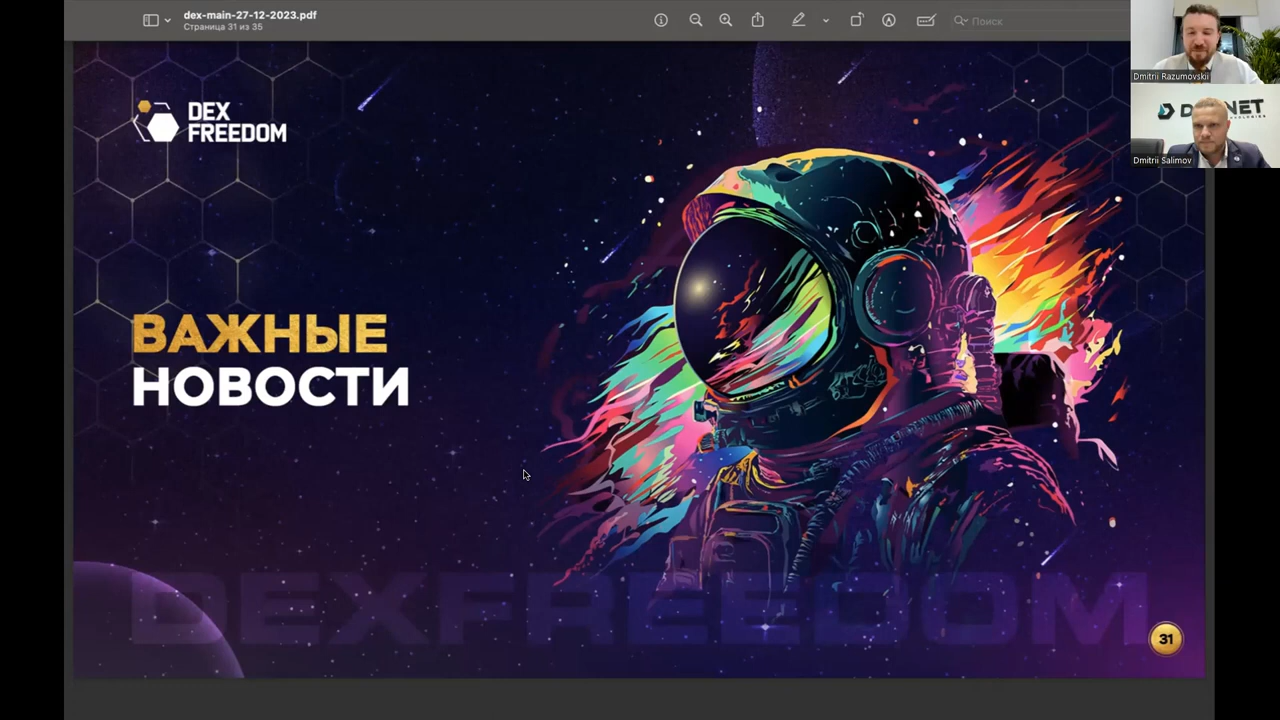 dex-main-27-12-2023.pdf
Страница 31 из 35
Поиск
Dmitrii Razumovskii
Dmitrii Salimov
DEX
FREEDOM
ВАЖНЫЕ
НОВОСТИ
DEXFREEDOM
31